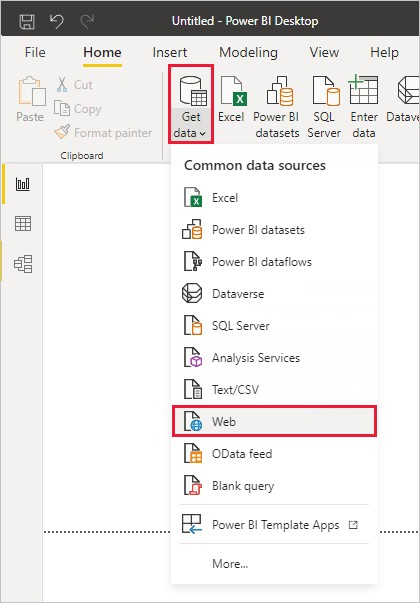 Untitled - Power BI Desktop
File Home Insert Modeling View Help
Paste
Cut
Copy
Format painter
Clipboard
Get data
Excel
Power BI datasets
SQL Server
Enter data
Common data sources
Excel
Power BI datasets
Power BI dataflows
Dataverse
SQL Server
Analysis Services
Text/CSV
Web
OData feed
Blank query
Power BI Template Apps
More...